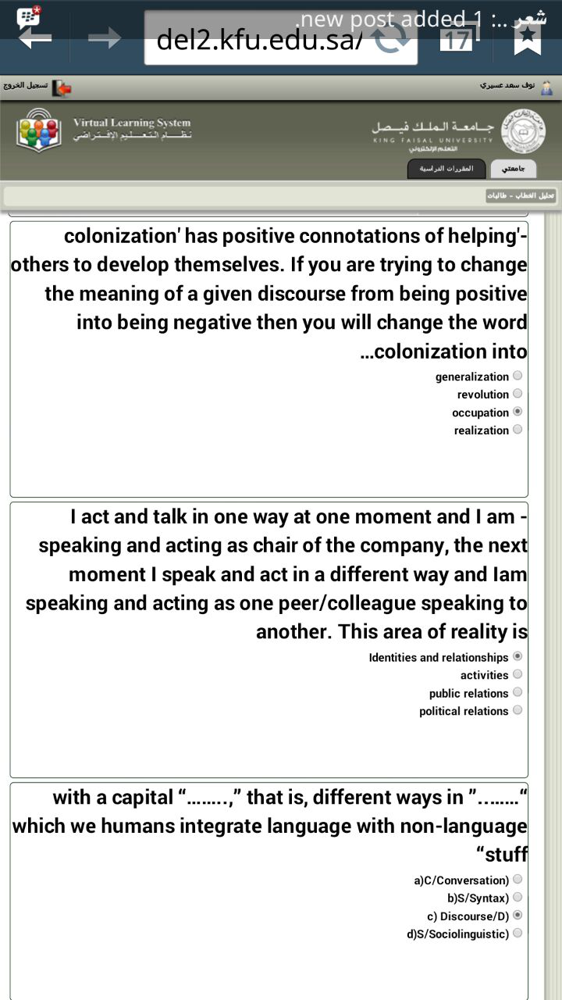 شعر ..: 1 new post added.
del2.kfu.edu.sa/
17
تسجيل الخروج
نوف سعد عسيري
Virtual Learning System
نظـــام التـعــــليم الإفــتــراضي
جــامعـة الـملـك فيـصـل
KING FAISAL UNIVERSITY
التعلم الإلكتروني
جامعتي
المقررات الدراسية
تحليل الخطاب - طالبات
colonization' has positive connotations of helping'-
others to develop themselves. If you are trying to change
the meaning of a given discourse from being positive
into being negative then you will change the word
...colonization into
generalization
revolution
occupation
realization
I act and talk in one way at one moment and I am -
speaking and acting as chair of the company, the next
moment I speak and act in a different way and Iam
speaking and acting as one peer/colleague speaking to
another. This area of reality is
Identities and relationships
activities
public relations
political relations
with a capital “........,” that is, different ways in ”........“
which we humans integrate language with non-language
“stuff
a)C/Conversation)
b)S/Syntax)
c) Discourse/D)
d)S/Sociolinguistic)